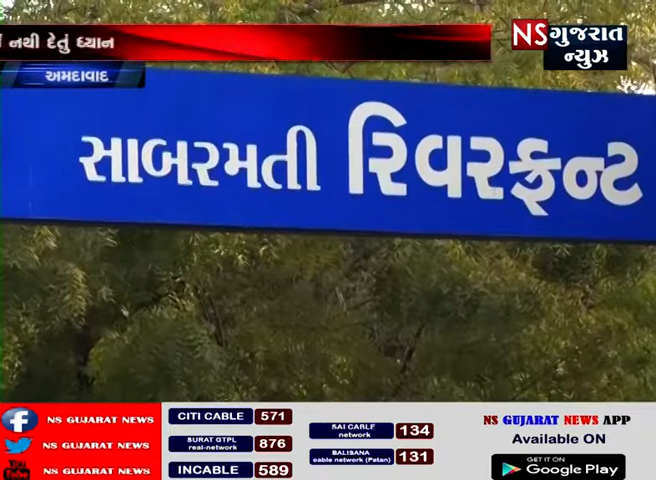 નથી દેતું ધ્યાન
અમદાવાદ
NS ગુજરાત
ન્યુઝ
સાબરમતી રિવરફ્રન્ટ
NS GUJARAT NEWS
NS GUJARAT NEWS
You Tube NS GUJARAT NEWS
CITI CABLE 571
SURAT GTPL
real-network 876
INCABLE 589
SAI CABLE
network 134
BALISANA
cable network (Patan) 131
NS GUJARAT NEWS APP
Available ON
GET IT ON
Google Play